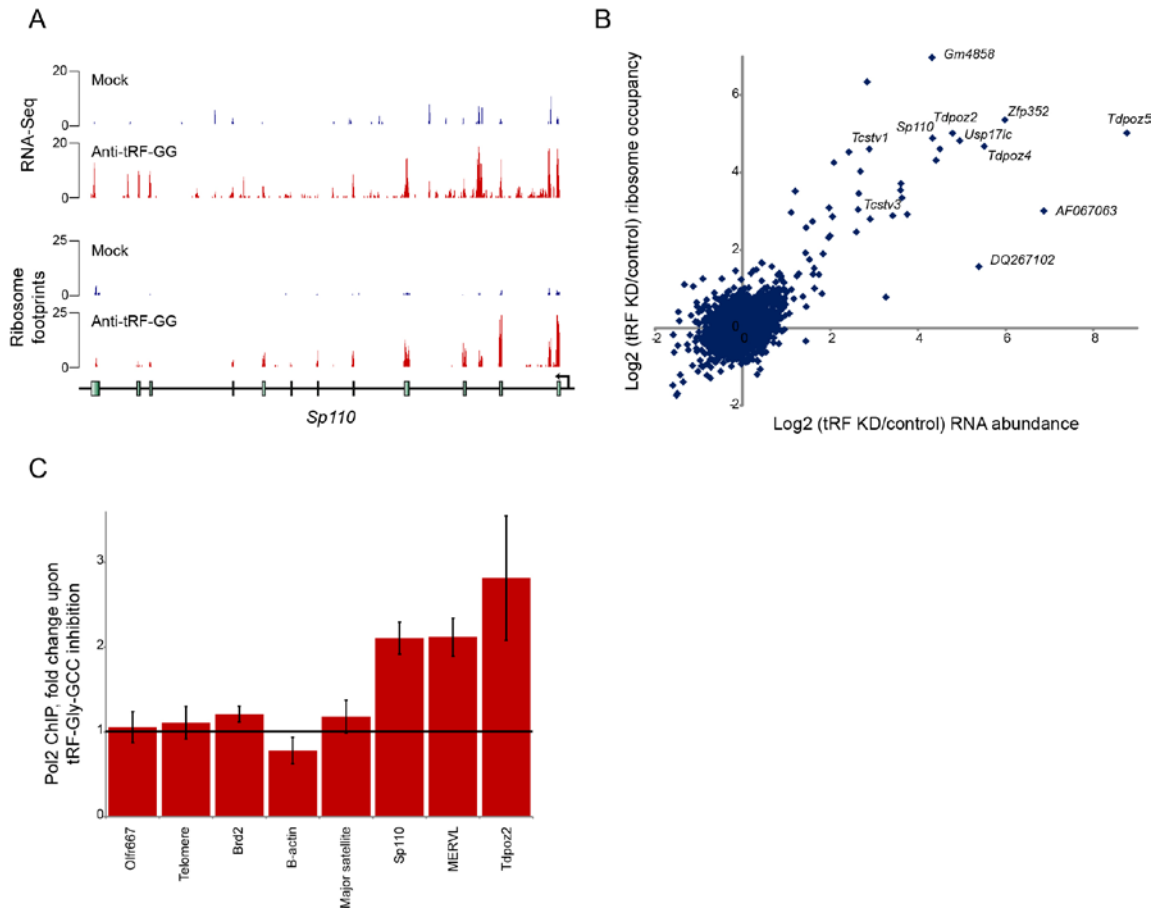 A
RNA-Seq
20
Mock
0
20
Anti-tRF-GG
10
0
Ribosome
footprints
25
Mock
0
25
Anti-tRF-GG
0
Sp110
B
Log2 (tRF KD/control) ribosome occupancy
Gm4858
6
Zfp352
Sp110
Tdpoz2
Tdpoz5
Usp17lc
Tcstv1
Tdpoz4
4
Tcstv3
AF067063
2
DQ267102
-2
0
2
4
6
8
-2
Log2 (tRF KD/control) RNA abundance
C
Pol2 ChIP, fold change upon
tRF-Gly-GCC inhibition
3
2
1
0
Olfr667
Telomere
Brd2
B-actin
Major satellite
Sp110
MERVL
Tdpoz2